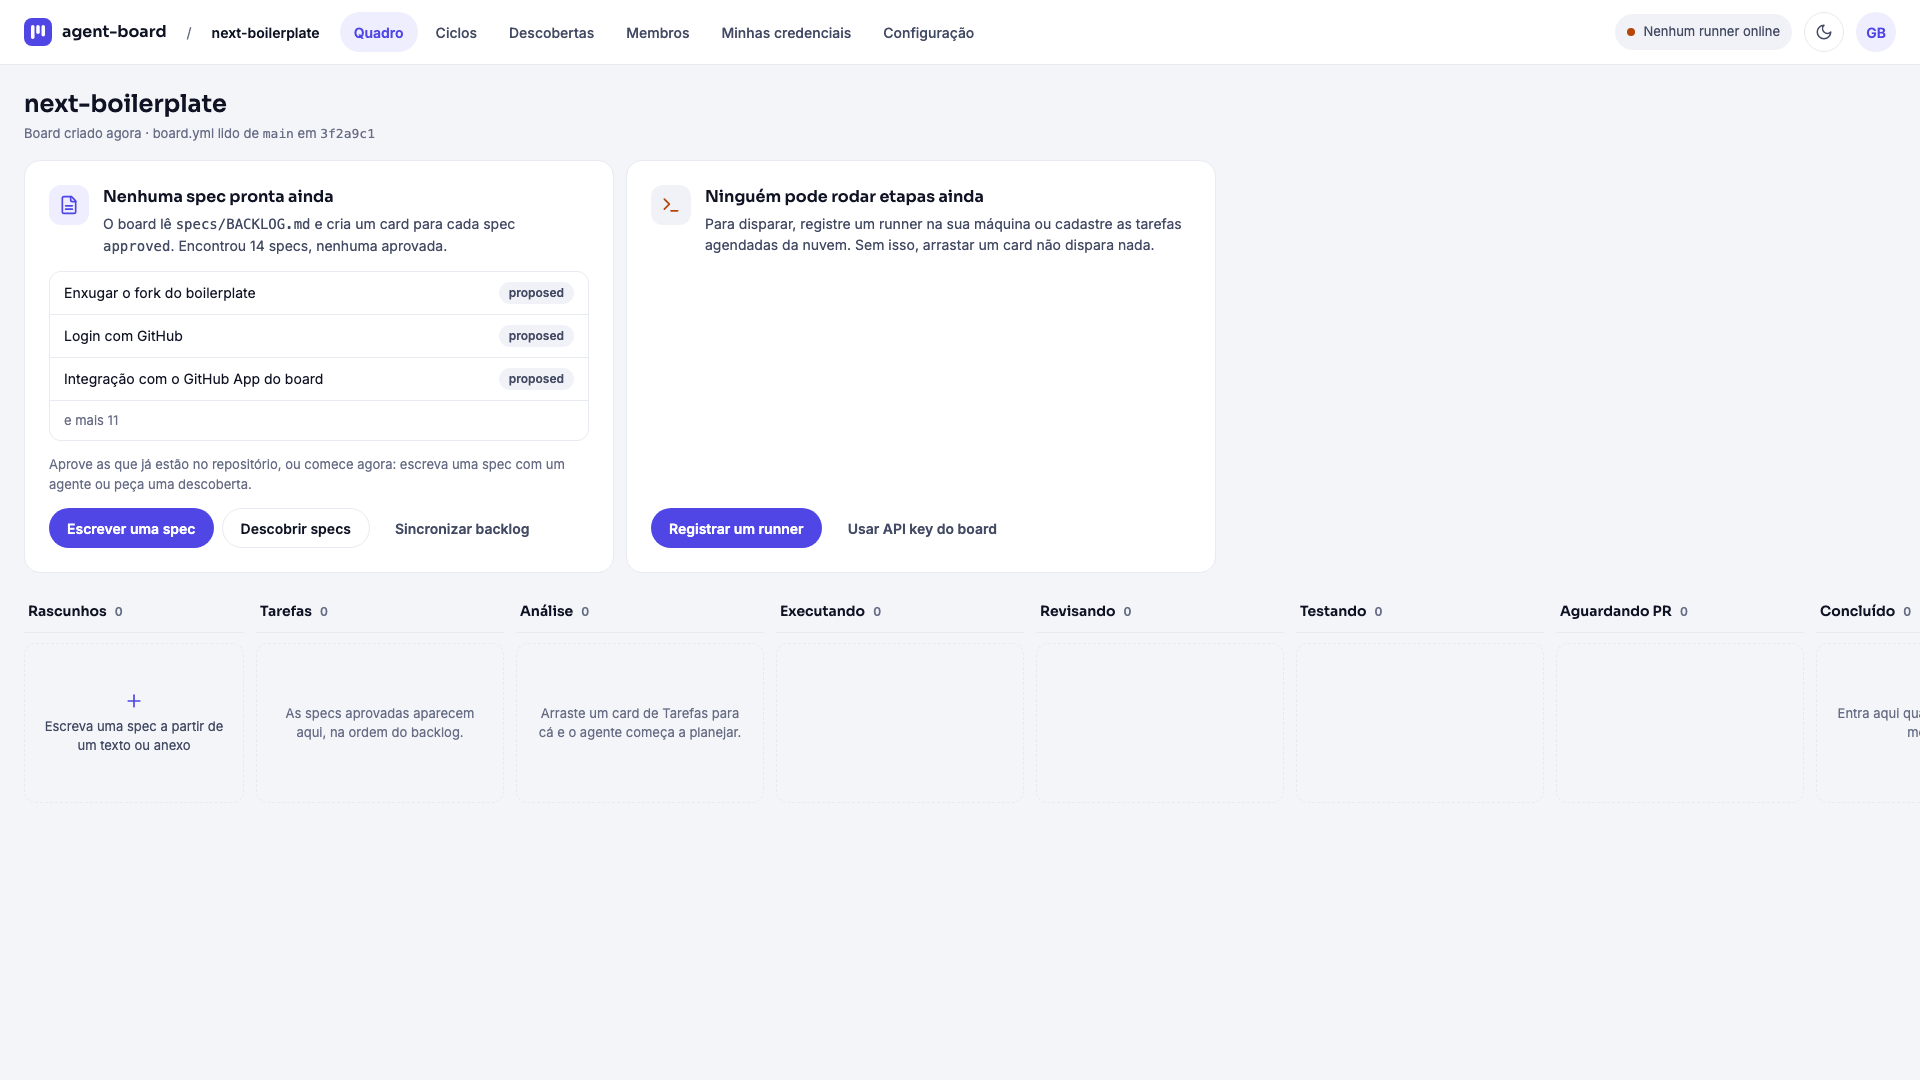 agent-board / next-boilerplate Quadro Ciclos Descobertas Membros Minhas credenciais Configuração Nenhum runner online GB
next-boilerplate
Board criado agora · board.yml lido de main em 3f2a9c1
Nenhuma spec pronta ainda
O board lê specs/BACKLOG.md e cria um card para cada spec
approved. Encontrou 14 specs, nenhuma aprovada.
Enxugar o fork do boilerplate proposed
Login com GitHub proposed
Integração com o GitHub App do board proposed
e mais 11
Aprove as que já estão no repositório, ou comece agora: escreva uma spec com um
agente ou peça uma descoberta.
Escrever uma spec Descobrir specs Sincronizar backlog
Ninguém pode rodar etapas ainda
Para disparar, registre um runner na sua máquina ou cadastre as tarefas
agendadas da nuvem. Sem isso, arrastar um card não dispara nada.
Registrar um runner Usar API key do board
Rascunhos 0 Tarefas 0 Análise 0 Executando 0 Revisando 0 Testando 0 Aguardando PR 0 Concluído 0
Escreva uma spec a partir de
um texto ou anexo
As specs aprovadas aparecem
aqui, na ordem do backlog.
Arraste um card de Tarefas para
cá e o agente começa a planejar.
Entra aqui